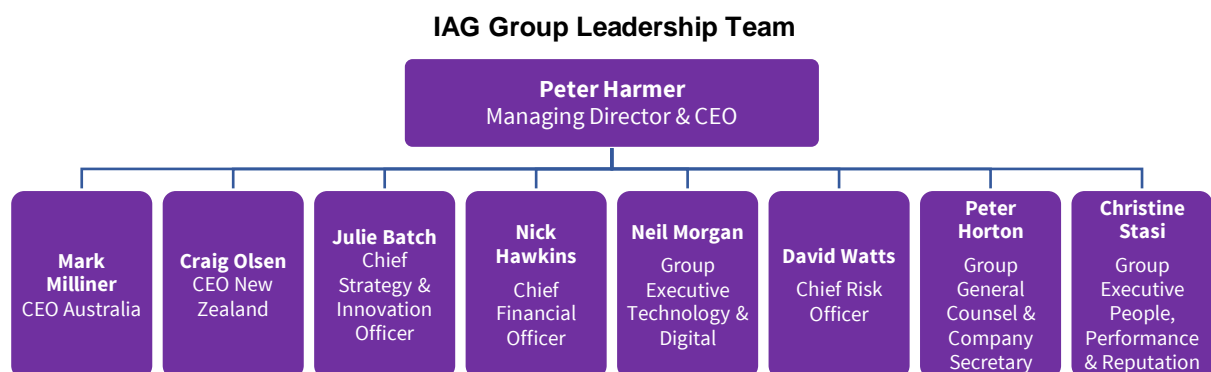 IAG Group Leadership Team
Peter Harmer
Managing Director & CEO
Mark
Milliner
CEO Australia
Craig Olsen
CEO New
Zealand
Julie Batch
Chief
Strategy &
Innovation
Officer
Nick
Hawkins
Chief
Financial
Officer
Neil Morgan
Group
Executive
Technology &
Digital
David Watts
Chief Risk
Officer
Peter
Horton
Group
General
Counsel &
Company
Secretary
Christine
Stasi
Group
Executive
People,
Performance
& Reputation